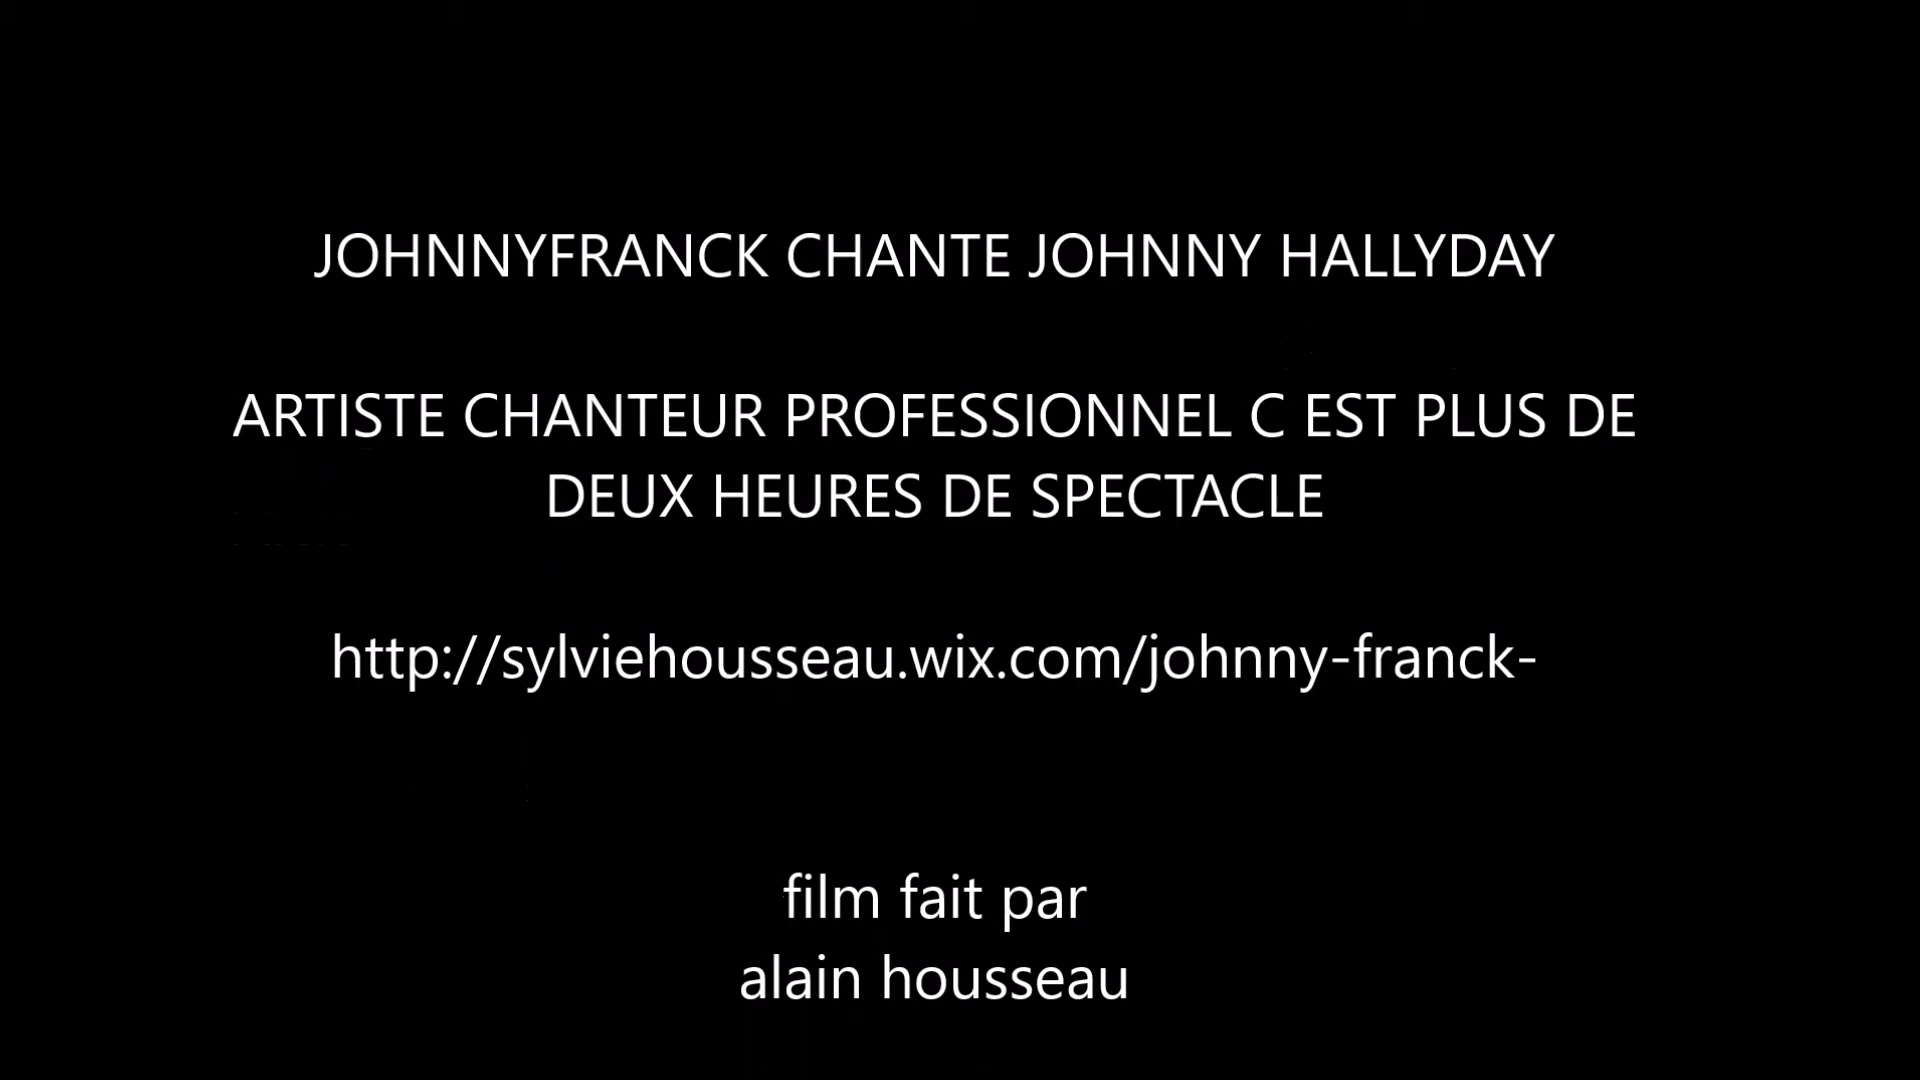 JOHNNYFRANCK CHANTE JOHNNY HALLYDAY
ARTISTE CHANTEUR PROFESSIONNEL C EST PLUS DE
DEUX HEURES DE SPECTACLE
http://sylviehousseau.wix.com/johnny-franck-
film fait par
alain housseau